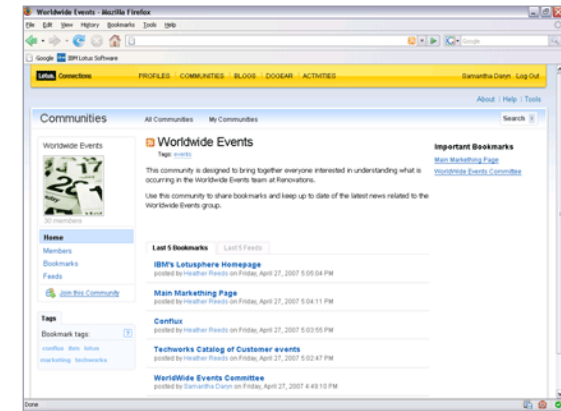 Worldwide Events - Mozilla Firefox
File Edit View History Bookmarks Tools Help
Google
Google IBM Lotus Software
Lotus Connections PROFILES COMMUNITIES BLOGS DOGEAR ACTIVITIES Samantha Daryn Log Out
About Help Tools
Communities All Communities My Communities Search
Worldwide Events
30 members
Home
Members
Bookmarks
Feeds
Join this Community
Tags
Bookmark tags:
conflux ibm lotus
marketing techworks
Worldwide Events
Tags: events
This community is designed to bring together everyone interested in understanding what is
occurring in the Worldwide Events team at Renovations.
Use this community to share bookmarks and keep up to date of the latest news related to the
Worldwide Events group.
Last 5 Bookmarks Last 5 Feeds
IBM's Lotusphere Homepage
posted by Heather Reeds on Friday, April 27, 2007 5:05:04 PM
Main Markething Page
posted by Heather Reeds on Friday, April 27, 2007 5:04:11 PM
Conflux
posted by Heather Reeds on Friday, April 27, 2007 5:03:55 PM
Techworks Catalog of Customer events
posted by Heather Reeds on Friday, April 27, 2007 5:02:47 PM
WorldWide Events Committee
posted by Samantha Daryn on Friday, April 27, 2007 4:49:10 PM
Important Bookmarks
Main Markething Page
WorldWide Events Committee
Done